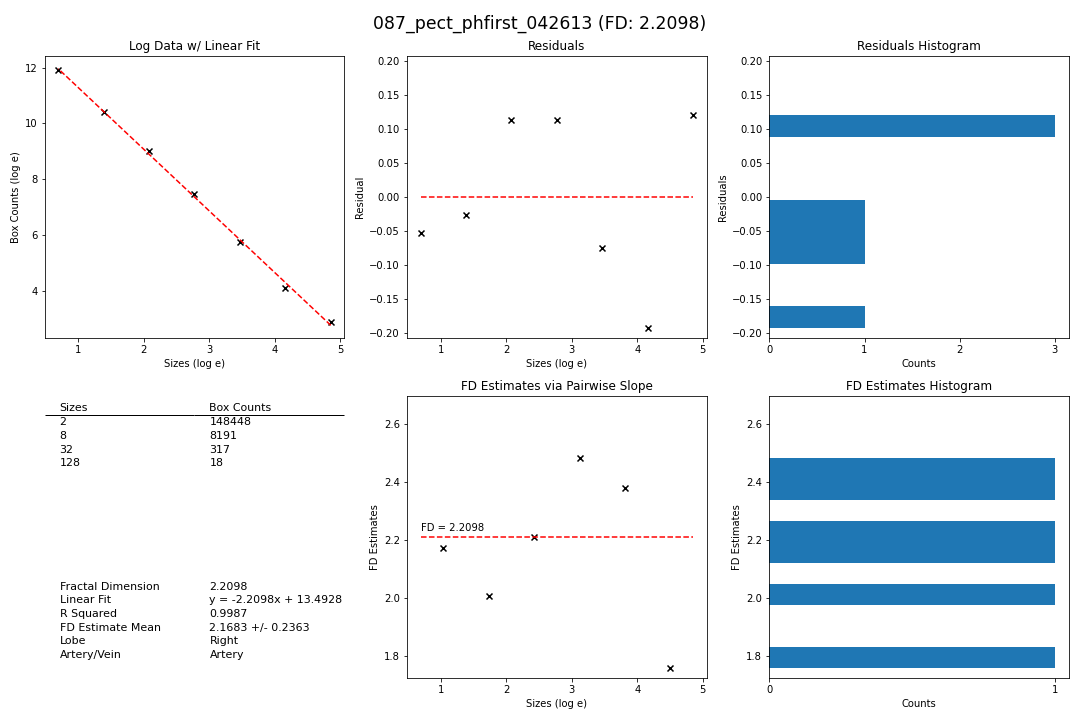 087_pect_phfirst_042613 (FD: 2.2098)
Log Data w/ Linear Fit
12
10
8
6
4
Box Counts (log e)
1 2 3 4 5
Sizes (log e)
Residuals
0.20
0.15
0.10
0.05
0.00
−0.05
−0.10
−0.15
−0.20
Residual
1 2 3 4 5
Sizes (log e)
Residuals Histogram
0.20
0.15
0.10
0.05
0.00
−0.05
−0.10
−0.15
−0.20
Residuals
0 1 2 3
Counts
Sizes Box Counts
2 148448
8 8191
32 317
128 18
Fractal Dimension 2.2098
Linear Fit y = -2.2098x + 13.4928
R Squared 0.9987
FD Estimate Mean 2.1683 +/- 0.2363
Lobe Right
Artery/Vein Artery
FD Estimates via Pairwise Slope
2.6
2.4
2.2
2.0
1.8
FD Estimates
FD = 2.2098
1 2 3 4 5
Sizes (log e)
FD Estimates Histogram
2.6
2.4
2.2
2.0
1.8
FD Estimates
0 1
Counts